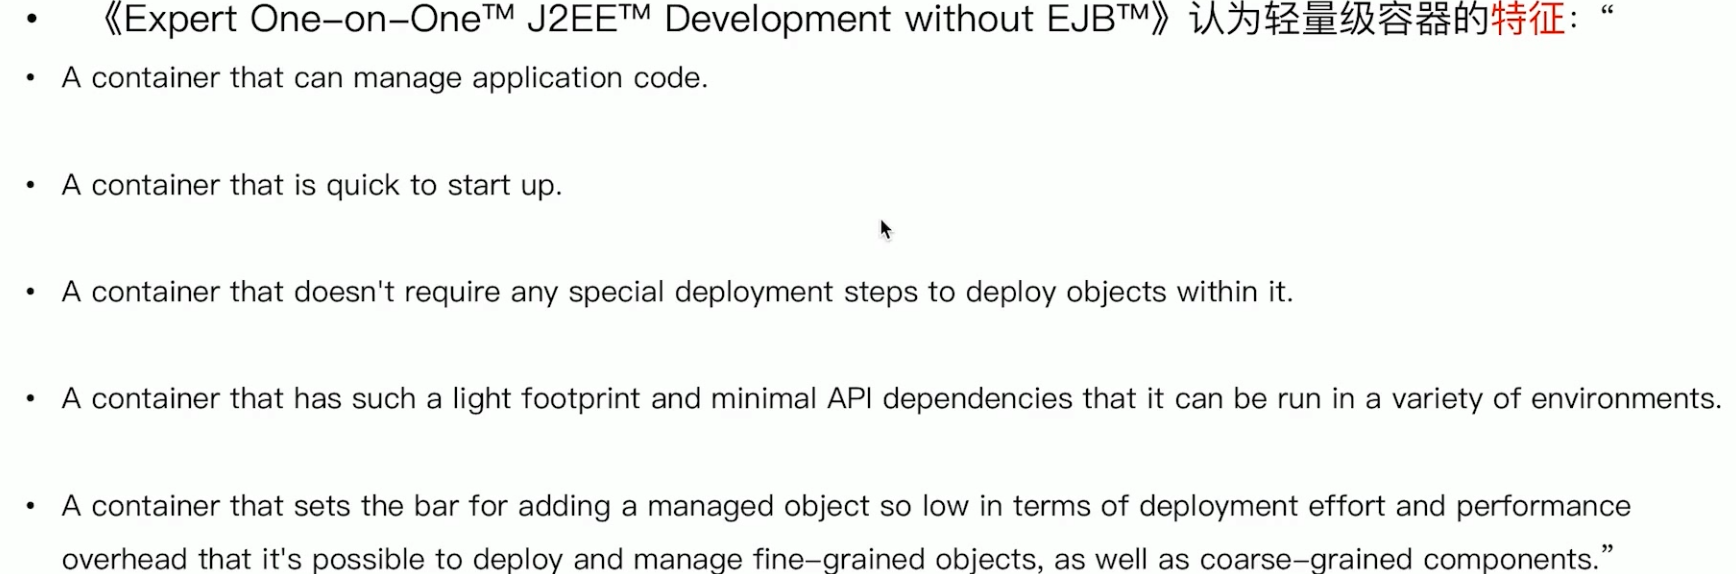 • 《Expert One-on-One™ J2EE™ Development without EJB™》认为轻量级容器的特征：“
• A container that can manage application code.
• A container that is quick to start up.
• A container that doesn't require any special deployment steps to deploy objects within it.
• A container that has such a light footprint and minimal API dependencies that it can be run in a variety of environments.
• A container that sets the bar for adding a managed object so low in terms of deployment effort and performance
overhead that it's possible to deploy and manage fine-grained objects, as well as coarse-grained components.”